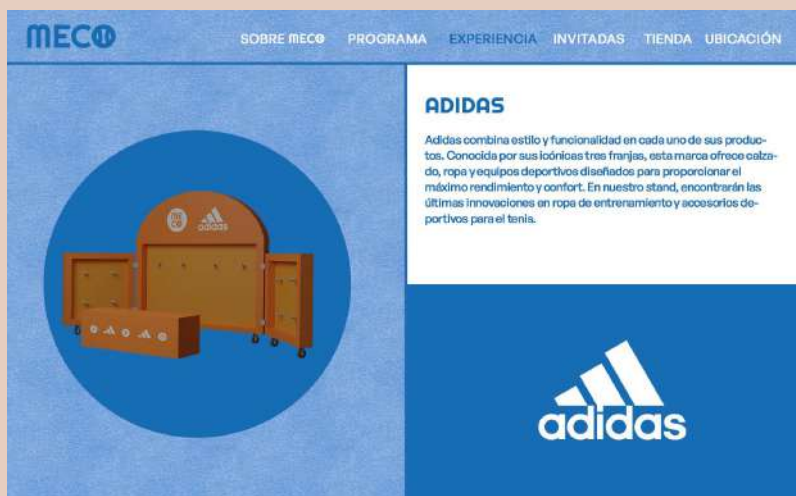 MECO
SOBRE MECO PROGRAMA EXPERIENCIA INVITADAS TIENDA UBICACIÓN
ADIDAS
Adidas combina estilo y funcionalidad en cada uno de sus produc-
tos. Conocida por sus icónicas tres franjas, esta marca ofrece calza-
do, ropa y equipos deportivos diseñados para proporcionar el
máximo rendimiento y confort. En nuestro stand, encontrarán las
últimas innovaciones en ropa de entrenamiento y accesorios de-
portivos para el tenis.
ME
CO
adidas
adidas